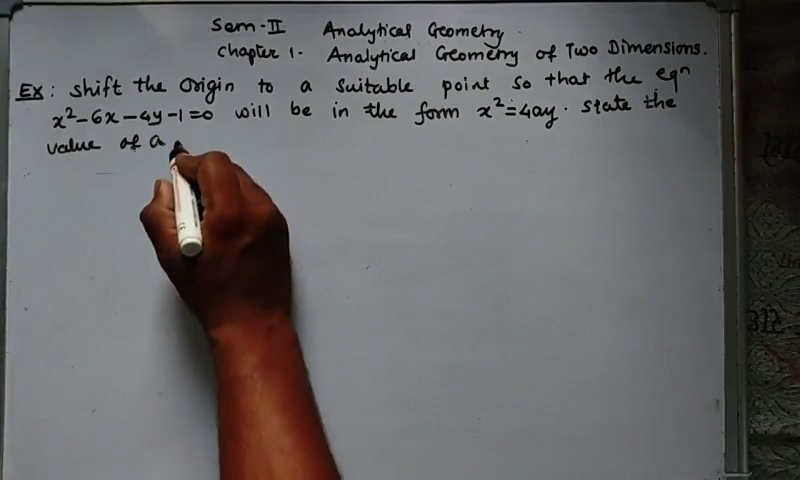 Sem-II Analytical Geometry.
Chapter 1. Analytical Geometry of Two Dimensions.
Ex: Shift the Origin to a suitable point so that the eqn
x²-6x-4y-1=0 will be in the form x²=4ay. State the
value of a